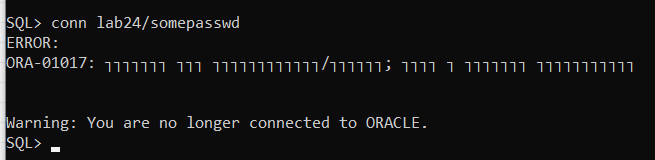 SQL> conn lab24/somepasswd
ERROR:
ORA-01017: ┐┐┐┐┐┐┐ ┐┐┐ ┐┐┐┐┐┐┐┐┐┐┐┐/┐┐┐┐┐┐; ┐┐┐┐ ┐ ┐┐┐┐┐┐┐ ┐┐┐┐┐┐┐┐┐┐┐
Warning: You are no longer connected to ORACLE.
SQL>